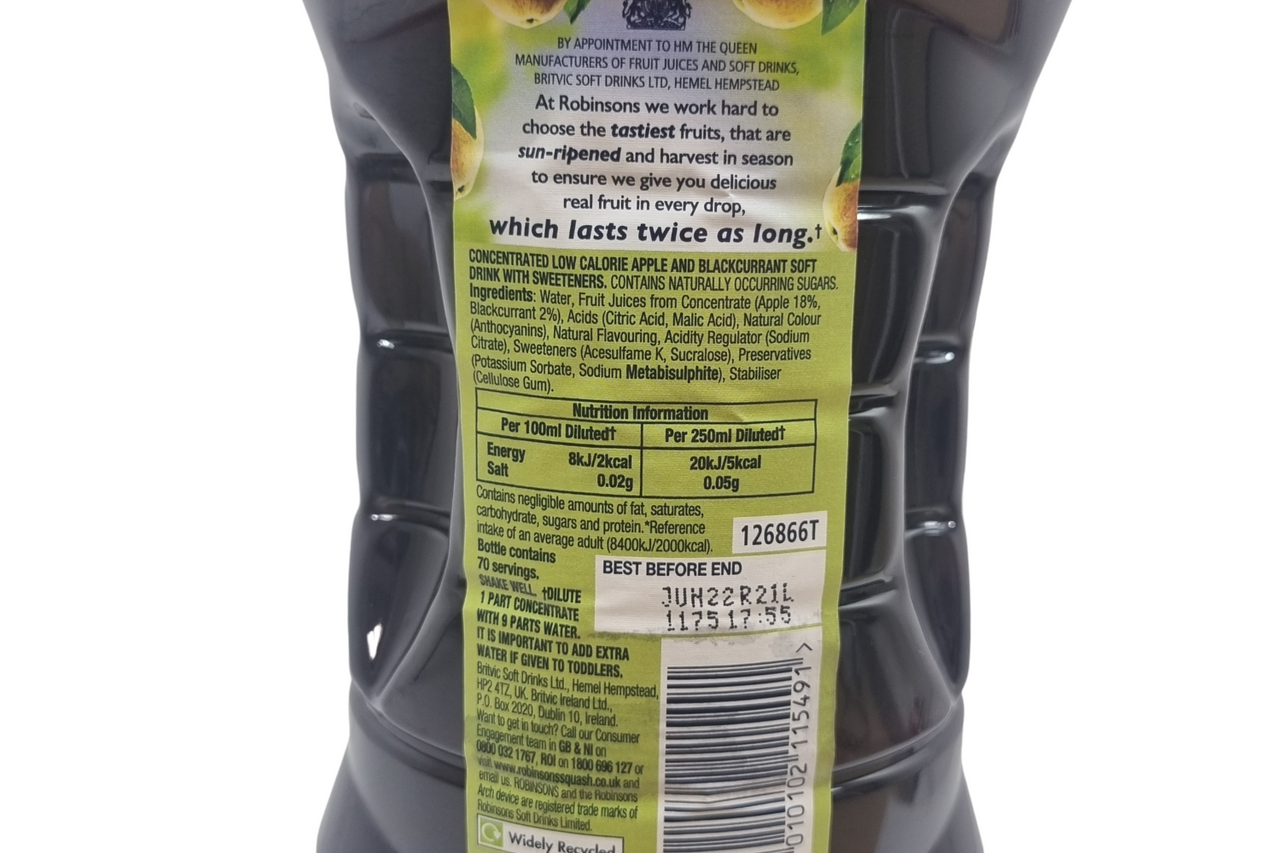 BY APPOINTMENT TO HM THE QUEEN
MANUFACTURERS OF FRUIT JUICES AND SOFT DRINKS,
BRITVIC SOFT DRINKS LTD, HEMEL HEMPSTEAD
At Robinsons we work hard to
choose the tastiest fruits, that are
sun-ripened and harvest in season
to ensure we give you delicious
real fruit in every drop,
which lasts twice as long.†
CONCENTRATED LOW CALORIE APPLE AND BLACKCURRANT SOFT
DRINK WITH SWEETENERS. CONTAINS NATURALLY OCCURRING SUGARS.
Ingredients: Water, Fruit Juices from Concentrate (Apple 18%,
Blackcurrant 2%), Acids (Citric Acid, Malic Acid), Natural Colour
(Anthocyanins), Natural Flavouring, Acidity Regulator (Sodium
Citrate), Sweeteners (Acesulfame K, Sucralose), Preservatives
(Potassium Sorbate, Sodium Metabisulphite), Stabiliser
(Cellulose Gum).
Nutrition Information
Per 100ml Diluted† Per 250ml Diluted†
Energy 8kJ/2kcal 20kJ/5kcal
Salt 0.02g 0.05g
Contains negligible amounts of fat, saturates,
carbohydrate, sugars and protein.*Reference
intake of an average adult (8400kJ/2000kcal).
126866T
Bottle contains
70 servings.
SHAKE WELL. †DILUTE
1 PART CONCENTRATE
WITH 9 PARTS WATER.
IT IS IMPORTANT TO ADD EXTRA
WATER IF GIVEN TO TODDLERS.
BEST BEFORE END
JUN22R21L
1175 17:55
Britvic Soft Drinks Ltd., Hemel Hempstead,
HP2 4TZ, UK. Britvic Ireland Ltd.,
P.O. Box 2020, Dublin 10, Ireland.
Want to get in touch? Call our Consumer
Engagement team in GB & NI on
0800 032 1767, ROI on 1800 696 127 or
visit www.robinsonssquash.co.uk and
email us. ROBINSONS and the Robinsons
Arch device are registered trade marks of
Robinsons Soft Drinks Limited.
Widely Recycled
010102 115491 >